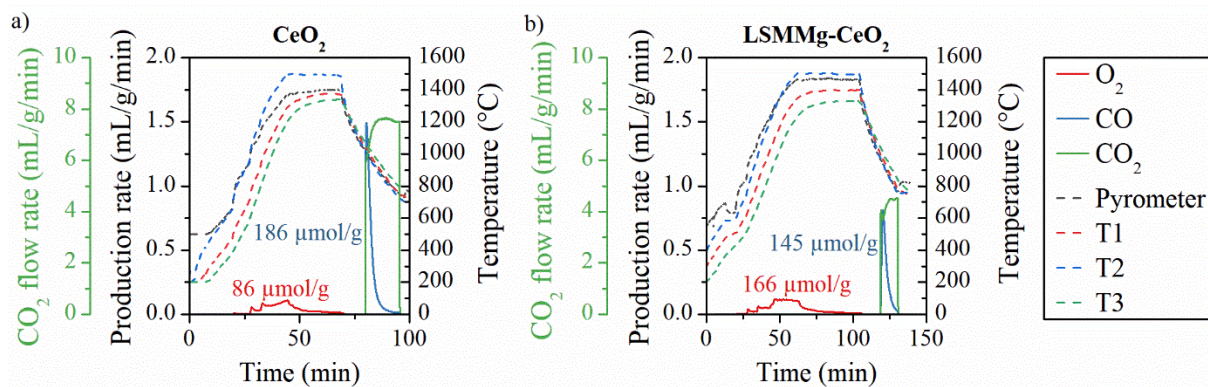 a)
CeO₂
CO₂ flow rate (mL/g/min)
10
8
6
4
2
0
Production rate (mL/g/min)
2.0
1.5
1.0
0.5
0.0
186 µmol/g
86 µmol/g
0
50
100
Time (min)
1600
1400
1200
1000
800
600
400
200
0
Temperature (°C)
b)
LSMMg-CeO₂
CO₂ flow rate (mL/g/min)
10
8
6
4
2
0
Production rate (mL/g/min)
2.0
1.5
1.0
0.5
0.0
145 µmol/g
166 µmol/g
0
50
100
150
Time (min)
1600
1400
1200
1000
800
600
400
200
0
Temperature (°C)
O₂
CO
CO₂
Pyrometer
T1
T2
T3